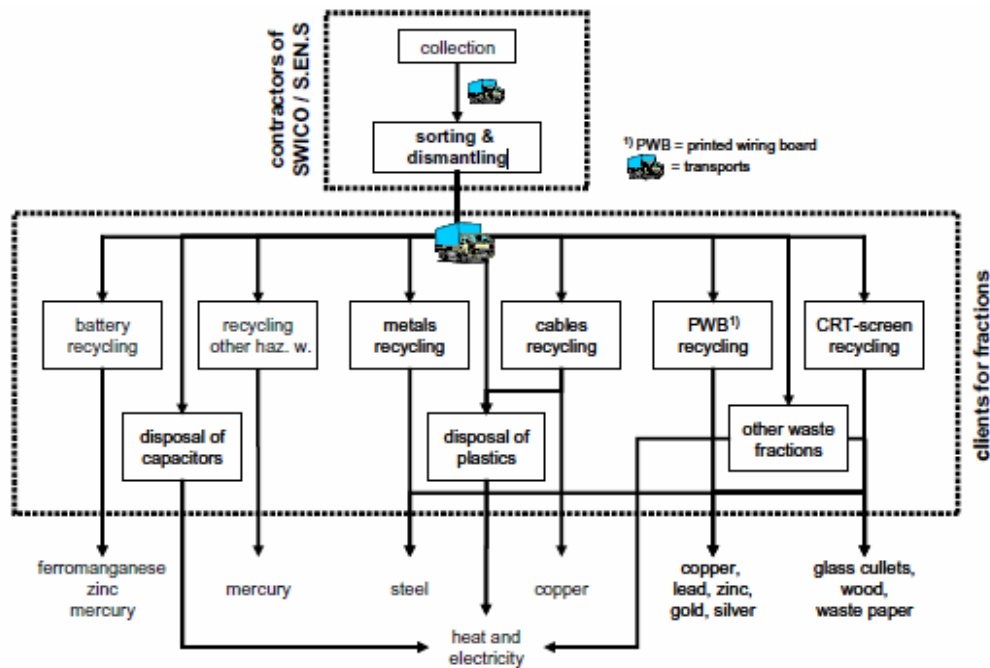 contractors of
SWICO / S.EN.S
collection
sorting &
dismantling
1) PWB = printed wiring board
= transports
clients for fractions
battery
recycling
recycling
other haz. w.
metals
recycling
cables
recycling
PWB1)
recycling
CRT-screen
recycling
disposal of
capacitors
disposal of
plastics
other waste
fractions
ferromanganese
zinc
mercury
mercury
steel
copper
copper,
lead, zinc,
gold, silver
glass cullets,
wood,
waste paper
heat and
electricity